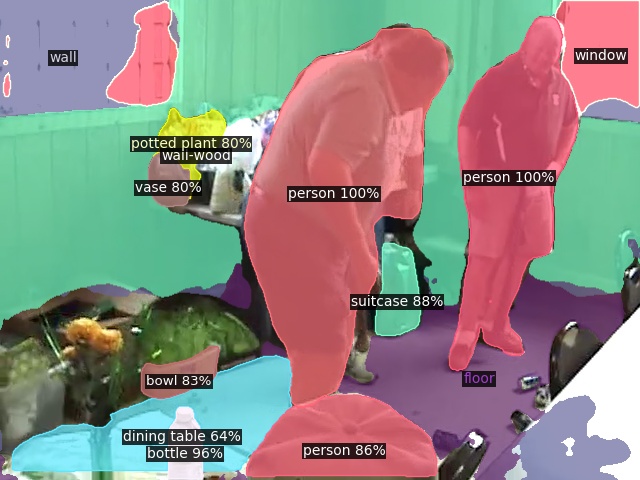 wall
window
potted plant 80%
wall-wood
vase 80%
person 100%
person 100%
suitcase 88%
bowl 83%
floor
dining table 64%
bottle 96%
person 86%